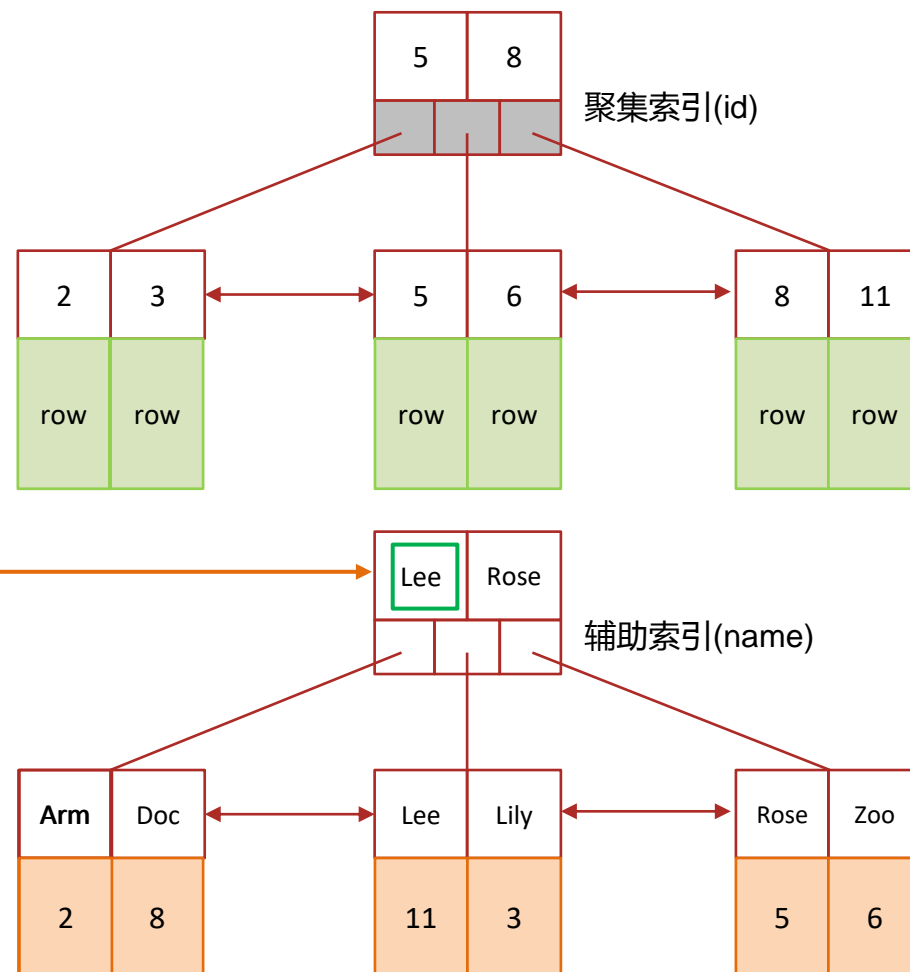 5 8
聚集索引(id)
2 3 5 6 8 11
row row row row row row
Lee Rose
辅助索引(name)
Arm Doc Lee Lily Rose Zoo
2 8 11 3 5 6